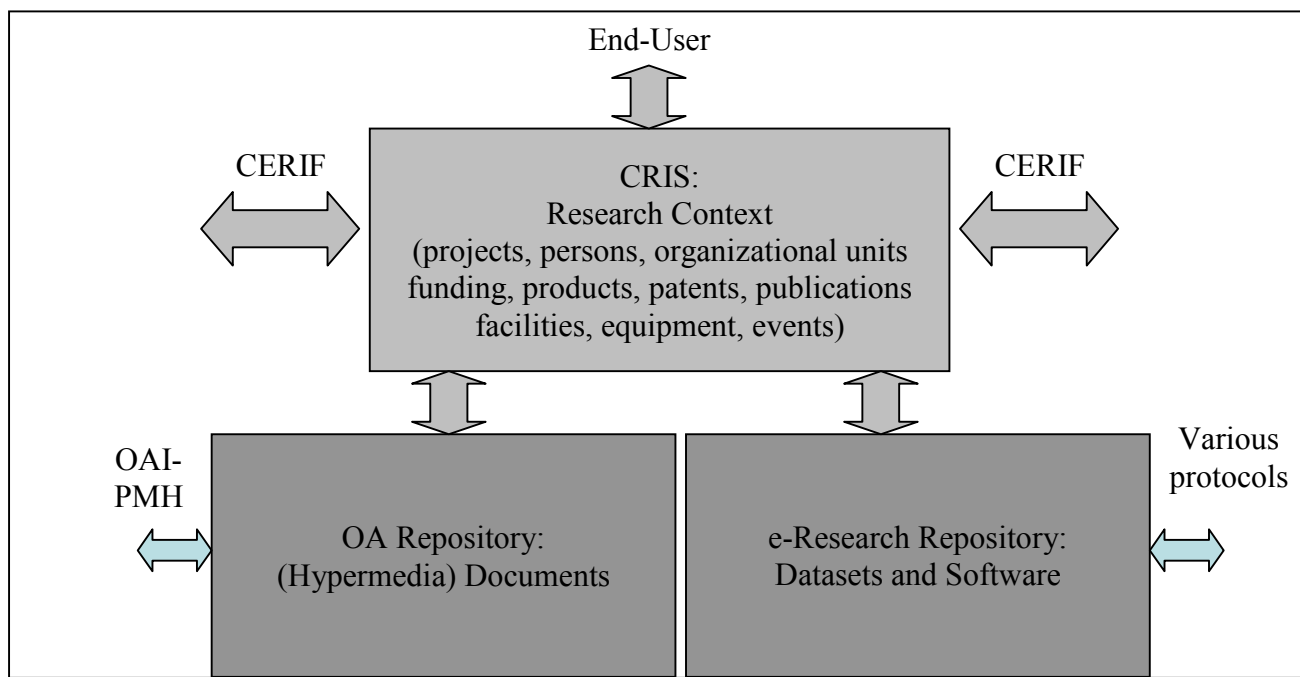 End-User
CERIF
CRIS:
Research Context
(projects, persons, organizational units
funding, products, patents, publications
facilities, equipment, events)
CERIF
OAI-
PMH
OA Repository:
(Hypermedia) Documents
e-Research Repository:
Datasets and Software
Various
protocols